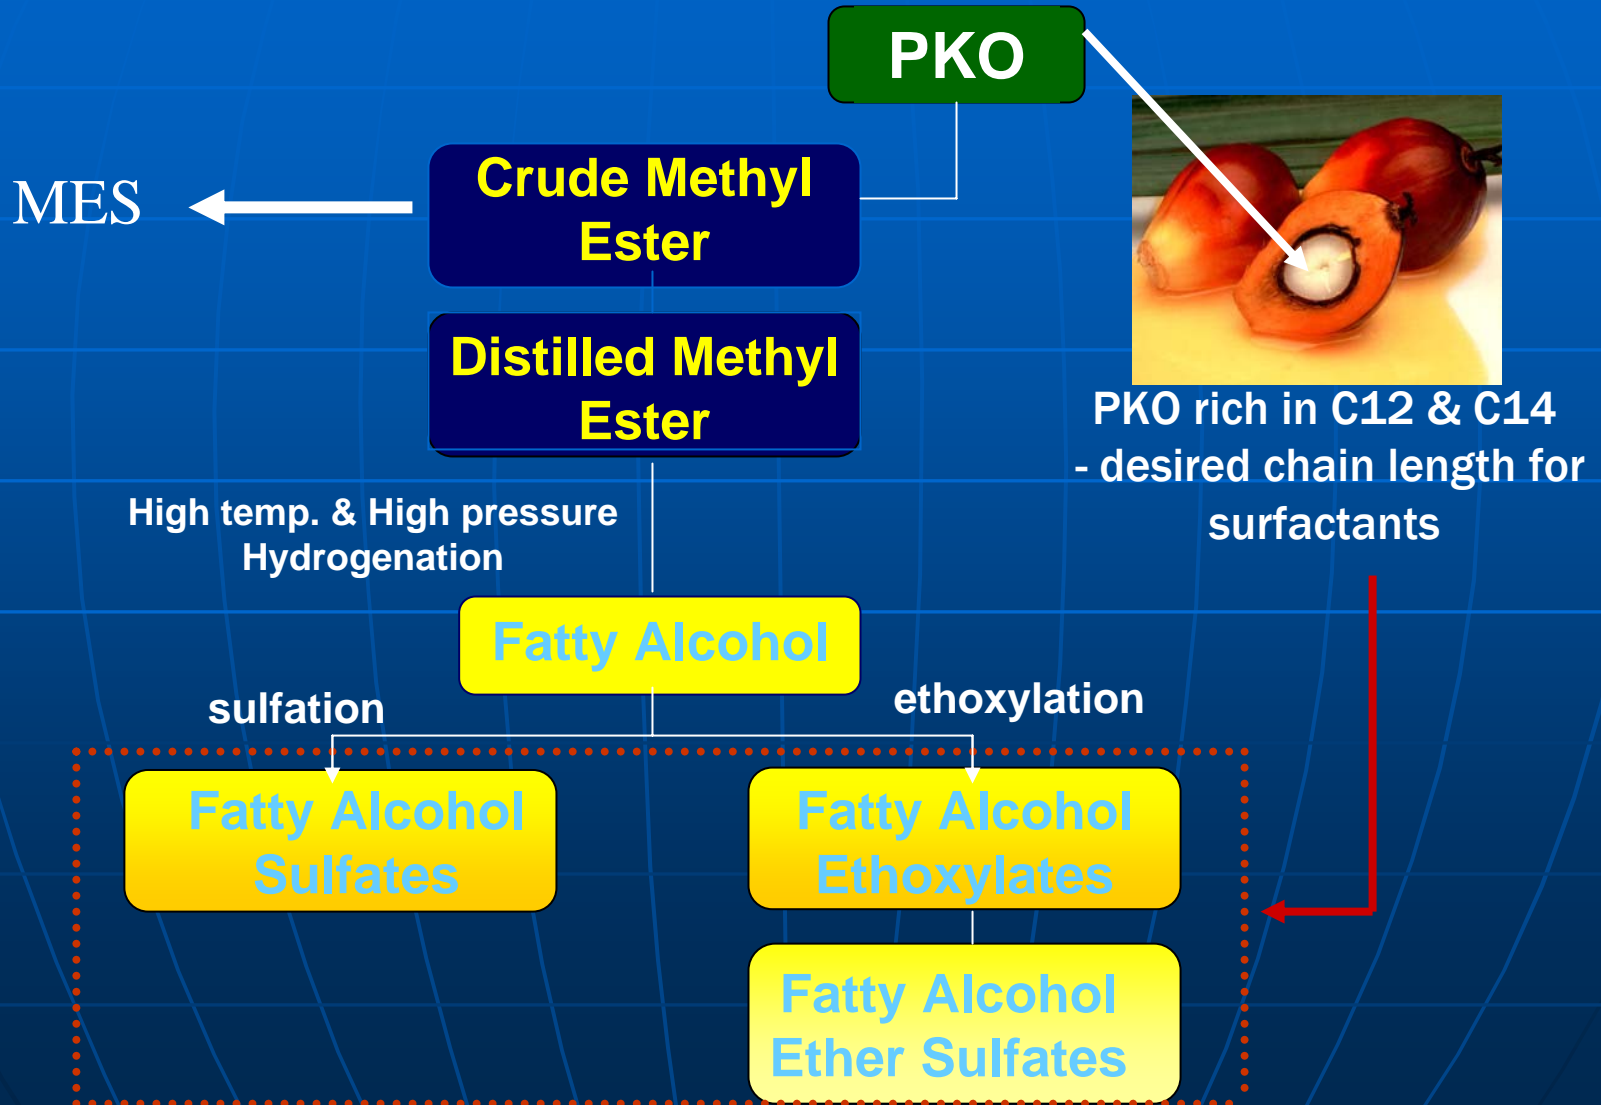 PKO
Crude Methyl
Ester
MES
Distilled Methyl
Ester
PKO rich in C12 & C14
- desired chain length for
surfactants
High temp. & High pressure
Hydrogenation
Fatty Alcohol
sulfation
ethoxylation
Fatty Alcohol
Sulfates
Fatty Alcohol
Ethoxylates
Fatty Alcohol
Ether Sulfates